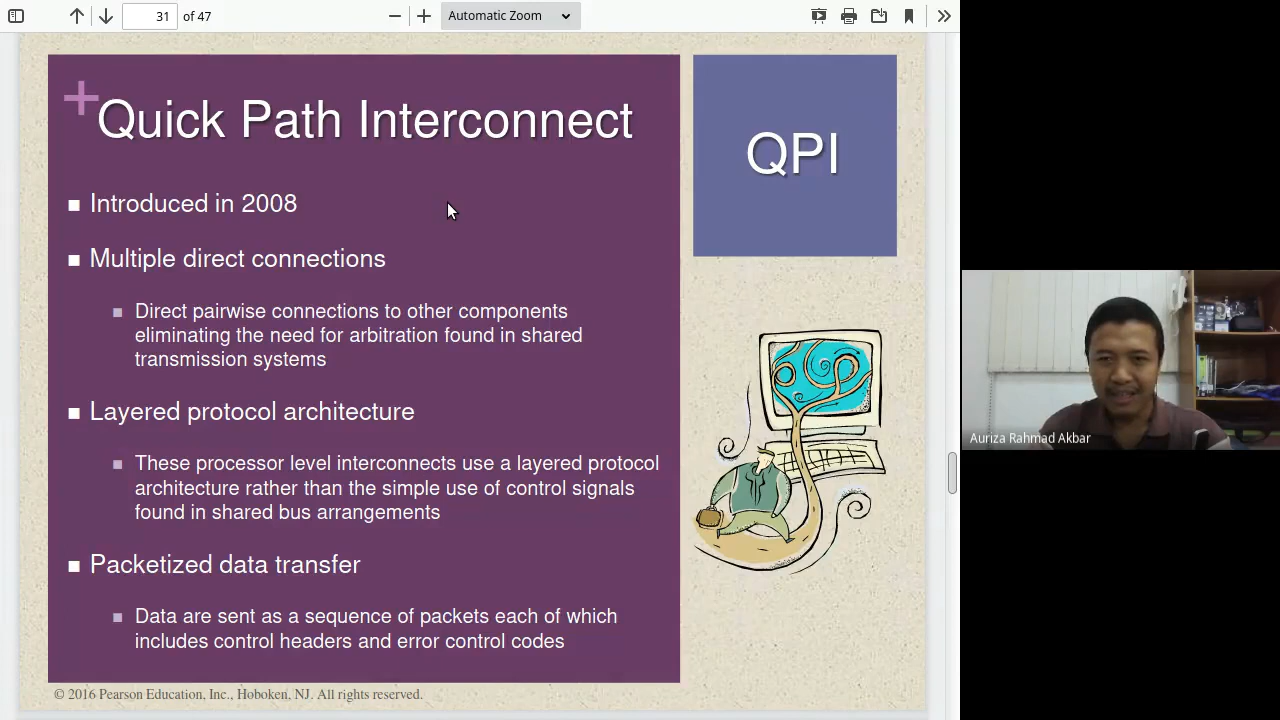 31
of 47
Automatic Zoom
+
Quick Path Interconnect
QPI
Introduced in 2008
Multiple direct connections
Direct pairwise connections to other components
eliminating the need for arbitration found in shared
transmission systems
Layered protocol architecture
These processor level interconnects use a layered protocol
architecture rather than the simple use of control signals
found in shared bus arrangements
Packetized data transfer
Data are sent as a sequence of packets each of which
includes control headers and error control codes
© 2016 Pearson Education, Inc., Hoboken, NJ. All rights reserved.
Auriza Rahmad Akbar